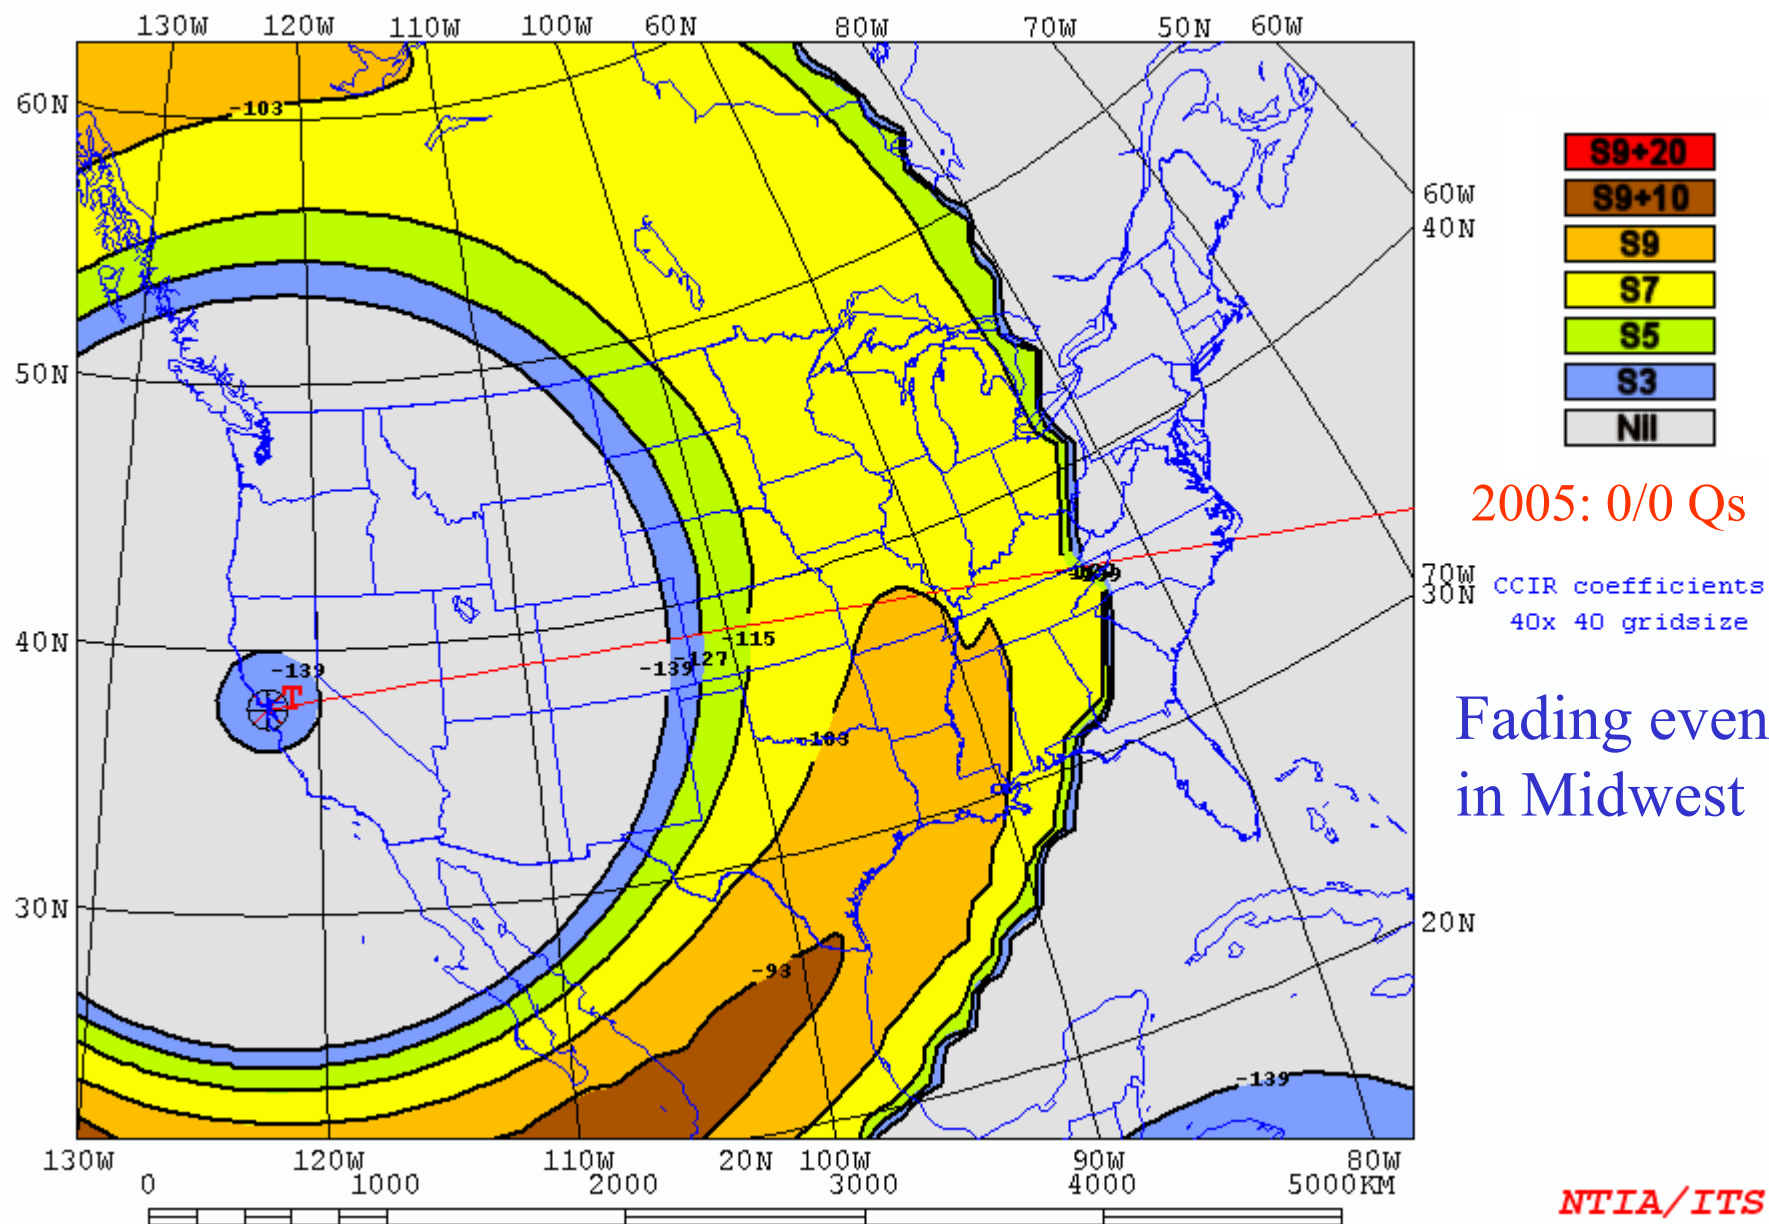 130W 120W 110W 100W 60N 80W 70W 50N 60W
60N
50N
40N
30N
60W
40N
70W
30N
20N
-103
-139
T
-139
-127
-115
-103
-93
-139
130W 120W 110W 20N 100W 90W 80W
0 1000 2000 3000 4000 5000KM
S9+20
S9+10
S9
S7
S5
S3
Nil
2005: 0/0 Qs
CCIR coefficients
40x 40 gridsize
Fading even
in Midwest
NTIA/ITS